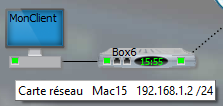 MonClient
Box6
15:55
Carte réseau Mac15 192.168.1.2 /24